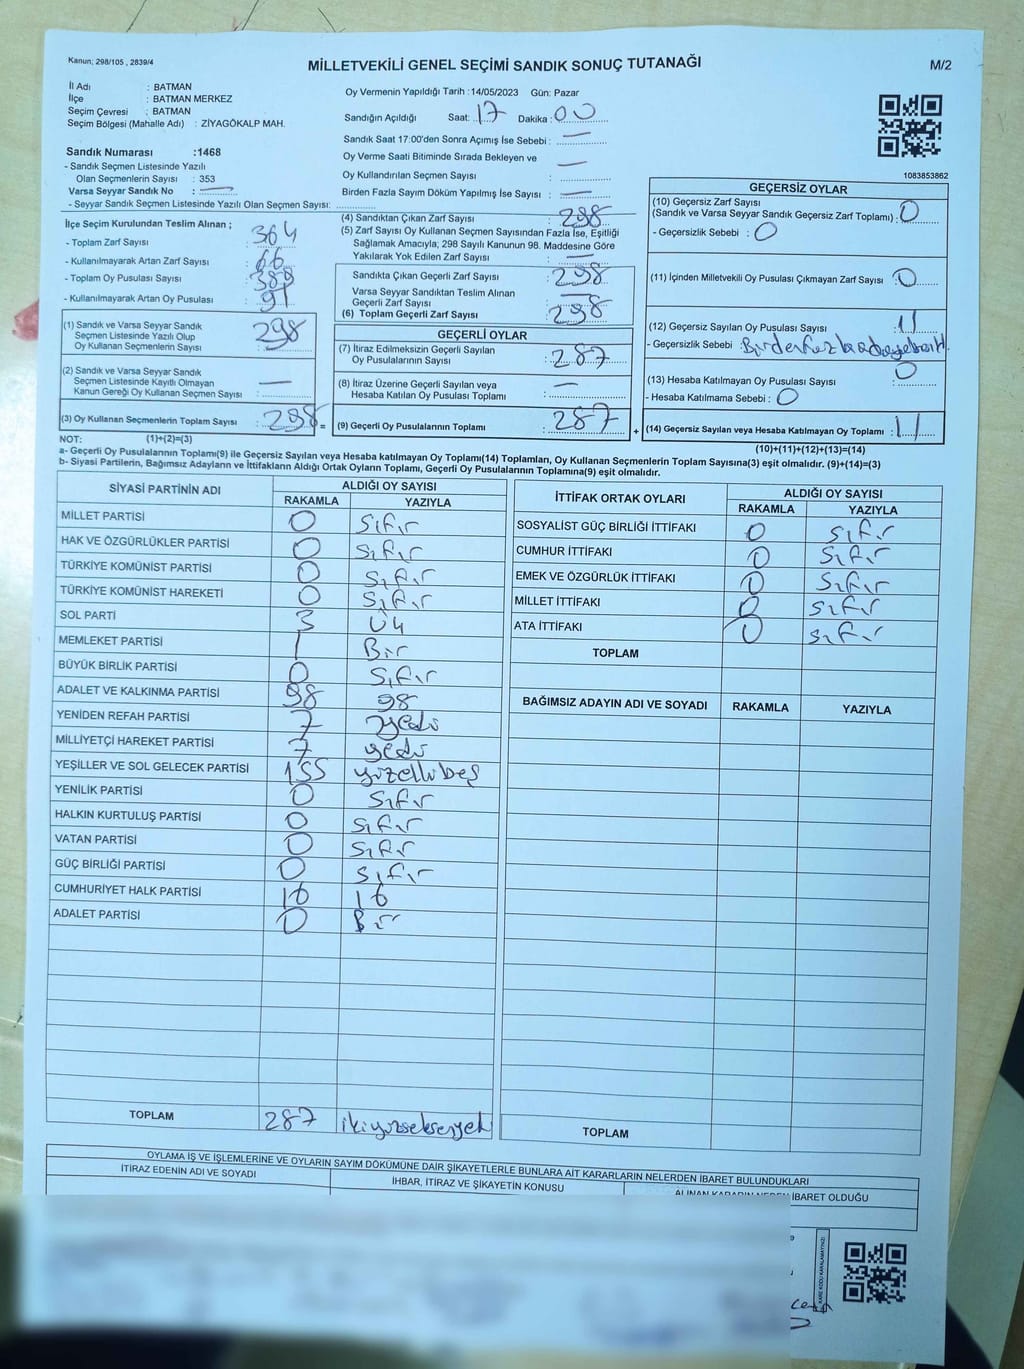 Kanun; 298/105 , 2839/4
MİLLETVEKİLİ GENEL SEÇİMİ SANDIK SONUÇ TUTANAĞI
M/2
İl Adı : BATMAN
İlçe : BATMAN MERKEZ
Seçim Çevresi : BATMAN
Seçim Bölgesi (Mahalle Adı) : ZİYAGÖKALP MAH.
Oy Vermenin Yapıldığı Tarih :14/05/2023 Gün: Pazar
Sandığın Açıldığı Saat: 17 Dakika : 00
Sandık Saat 17:00'den Sonra Açımış İse Sebebi : —
Oy Verme Saati Bitiminde Sırada Bekleyen ve
Oy Kullandırılan Seçmen Sayısı : —
Birden Fazla Sayım Döküm Yapılmış İse Sayısı : —
Sandık Numarası :1468
- Sandık Seçmen Listesinde Yazılı
Olan Seçmenlerin Sayısı : 353
Varsa Seyyar Sandık No : —
- Seyyar Sandık Seçmen Listesinde Yazılı Olan Seçmen Sayısı:
1083853862
İlçe Seçim Kurulundan Teslim Alınan ;
- Toplam Zarf Sayısı : 364
- Kullanılmayarak Artan Zarf Sayısı : 66
- Toplam Oy Pusulası Sayısı : 389
- Kullanılmayarak Artan Oy Pusulası : 91
(1) Sandık ve Varsa Seyyar Sandık
Seçmen Listesinde Yazılı Olup
Oy Kullanan Seçmenlerin Sayısı : 298
(2) Sandık ve Varsa Seyyar Sandık
Seçmen Listesinde Kayıtlı Olmayan
Kanun Gereği Oy Kullanan Seçmen Sayısı : —
(3) Oy Kullanan Seçmenlerin Toplam Sayısı : 298 =
(4) Sandıktan Çıkan Zarf Sayısı : 298
(5) Zarf Sayısı Oy Kullanan Seçmen Sayısından Fazla İse, Eşitliği
Sağlamak Amacıyla; 298 Sayılı Kanunun 98. Maddesine Göre
Yakılarak Yok Edilen Zarf Sayısı : —
Sandıkta Çıkan Geçerli Zarf Sayısı : 298
Varsa Seyyar Sandıktan Teslim Alınan
Geçerli Zarf Sayısı : —
(6) Toplam Geçerli Zarf Sayısı : 298
GEÇERLİ OYLAR
(7) İtiraz Edilmeksizin Geçerli Sayılan
Oy Pusulalarının Sayısı : 287
(8) İtiraz Üzerine Geçerli Sayılan veya
Hesaba Katılan Oy Pusulası Toplamı : —
(9) Geçerli Oy Pusulalarının Toplamı : 287 +
GEÇERSİZ OYLAR
(10) Geçersiz Zarf Sayısı
(Sandık ve Varsa Seyyar Sandık Geçersiz Zarf Toplamı) : 0
- Geçersizlik Sebebi : 0
(11) İçinden Milletvekili Oy Pusulası Çıkmayan Zarf Sayısı : 0
(12) Geçersiz Sayılan Oy Pusulası Sayısı : 11
- Geçersizlik Sebebi : Birden fazla
(13) Hesaba Katılmayan Oy Pusulası Sayısı : 0
- Hesaba Katılmama Sebebi : 0
(14) Geçersiz Sayılan veya Hesaba Katılmayan Oy Toplamı : 11
NOT: (1)+(2)=(3) (10)+(11)+(12)+(13)=(14)
a- Geçerli Oy Pusulalarının Toplamı(9) ile Geçersiz Sayılan veya Hesaba Katılmayan Oy Toplamı(14) Toplamları, Oy Kullanan Seçmenlerin Toplam Sayısına(3) eşit olmalıdır. (9)+(14)=(3)
b- Siyasi Partilerin, Bağımsız Adayların ve İttifakların Aldığı Ortak Oyların Toplamı, Geçerli Oy Pusulalarının Toplamına(9) eşit olmalıdır.
SİYASİ PARTİNİN ADI ALDIĞI OY SAYISI
RAKAMLA YAZIYLA
MİLLET PARTİSİ 0 Sıfır
HAK VE ÖZGÜRLÜKLER PARTİSİ 0 Sıfır
TÜRKİYE KOMÜNİST PARTİSİ 0 Sıfır
TÜRKİYE KOMÜNİST HAREKETİ 0 Sıfır
SOL PARTİ 3 Üç
MEMLEKET PARTİSİ 1 Bir
BÜYÜK BİRLİK PARTİSİ 0 Sıfır
ADALET VE KALKINMA PARTİSİ 98 98
YENİDEN REFAH PARTİSİ 7 yedi
MİLLİYETÇİ HAREKET PARTİSİ 7 yedi
YEŞİLLER VE SOL GELECEK PARTİSİ 155 yüzellibeş
YENİLİK PARTİSİ 0 Sıfır
HALKIN KURTULUŞ PARTİSİ 0 Sıfır
VATAN PARTİSİ 0 Sıfır
GÜÇ BİRLİĞİ PARTİSİ 0 Sıfır
CUMHURİYET HALK PARTİSİ 16 16
ADALET PARTİSİ 0 Bir
TOPLAM 287 ikiyüzseksenyedi
İTTİFAK ORTAK OYLARI ALDIĞI OY SAYISI
RAKAMLA YAZIYLA
SOSYALİST GÜÇ BİRLİĞİ İTTİFAKI 0 Sıfır
CUMHUR İTTİFAKI 0 Sıfır
EMEK VE ÖZGÜRLÜK İTTİFAKI 0 Sıfır
MİLLET İTTİFAKI 0 Sıfır
ATA İTTİFAKI 0 Sıfır
TOPLAM
BAĞIMSIZ ADAYIN ADI VE SOYADI RAKAMLA YAZIYLA
TOPLAM
OYLAMA İŞ VE İŞLEMLERİNE VE OYLARIN SAYIM DÖKÜMÜNE DAİR ŞİKAYETLERLE BUNLARA AİT KARARLARIN NELERDEN İBARET BULUNDUKLARI
İTİRAZ EDENİN ADI VE SOYADI
İHBAR, İTİRAZ VE ŞİKAYETİN KONUSU
ALINAN KARARIN NEDEN İBARET OLDUĞU
KARE KODU KARALAMAYINIZ!